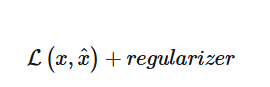 ℒ (x, x̂) + regularizer